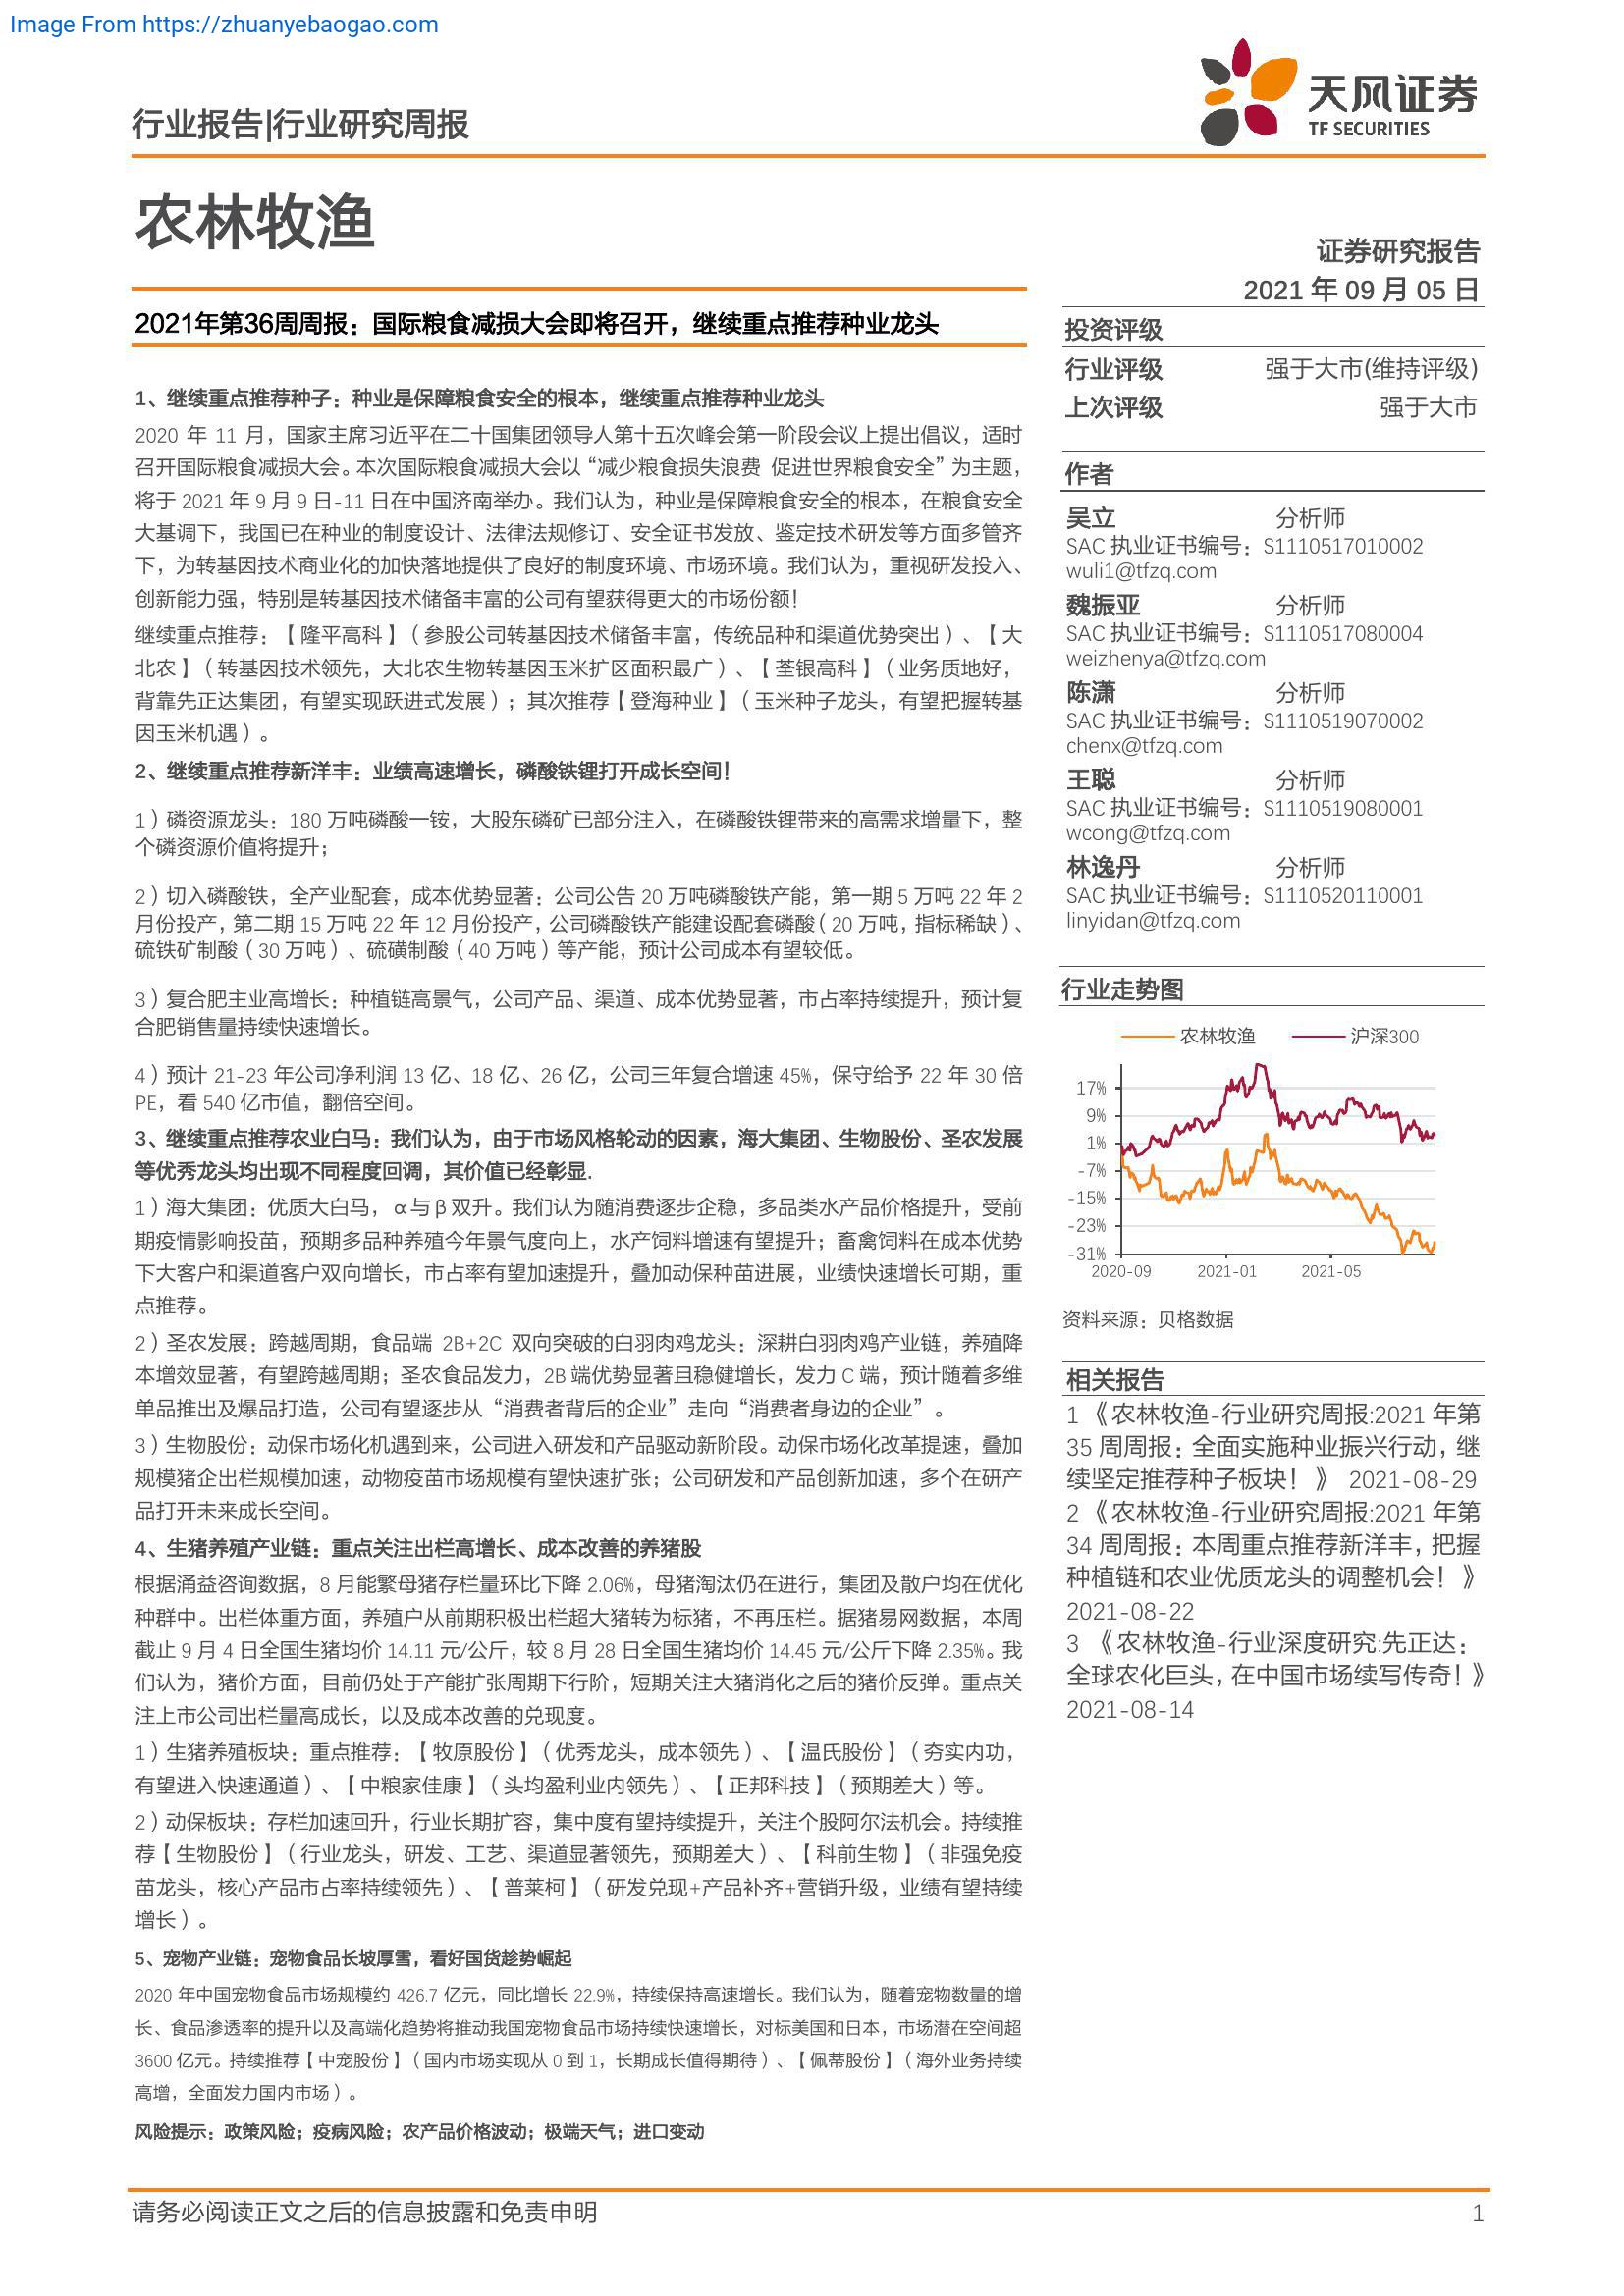 Image From https://zhuanyebaogao.com
行业报告|行业研究周报
天风证券
TF SECURITIES
农林牧渔
证券研究报告
2021 年 09 月 05 日
2021年第36周周报：国际粮食减损大会即将召开，继续重点推荐种业龙头
1、继续重点推荐种子：种业是保障粮食安全的根本，继续重点推荐种业龙头
2020 年 11 月，国家主席习近平在二十国集团领导人第十五次峰会第一阶段会议上提出倡议，适时
召开国际粮食减损大会。本次国际粮食减损大会以“减少粮食损失浪费 促进世界粮食安全”为主题，
将于 2021 年 9 月 9 日-11 日在中国济南举办。我们认为，种业是保障粮食安全的根本，在粮食安全
大基调下，我国已在种业的制度设计、法律法规修订、安全证书发放、鉴定技术研发等方面多管齐
下，为转基因技术商业化的加快落地提供了良好的制度环境、市场环境。我们认为，重视研发投入、
创新能力强，特别是转基因技术储备丰富的公司有望获得更大的市场份额！
继续重点推荐：【隆平高科】（参股公司转基因技术储备丰富，传统品种和渠道优势突出）、【大
北农】（转基因技术领先，大北农生物转基因玉米扩区面积最广）、【荃银高科】（业务质地好，
背靠先正达集团，有望实现跃进式发展）；其次推荐【登海种业】（玉米种子龙头，有望把握转基
因玉米机遇）。
2、继续重点推荐新洋丰：业绩高速增长，磷酸铁锂打开成长空间！
1）磷资源龙头：180 万吨磷酸一铵，大股东磷矿已部分注入，在磷酸铁锂带来的高需求增量下，整
个磷资源价值将提升；
2）切入磷酸铁，全产业配套，成本优势显著：公司公告 20 万吨磷酸铁产能，第一期 5 万吨 22 年 2
月份投产，第二期 15 万吨 22 年 12 月份投产，公司磷酸铁产能建设配套磷酸（20 万吨，指标稀缺）、
硫铁矿制酸（30 万吨）、硫磺制酸（40 万吨）等产能，预计公司成本有望较低。
3）复合肥主业高增长：种植链高景气，公司产品、渠道、成本优势显著，市占率持续提升，预计复
合肥销售量持续快速增长。
4）预计 21-23 年公司净利润 13 亿、18 亿、26 亿，公司三年复合增速 45%，保守给予 22 年 30 倍
PE，看 540 亿市值，翻倍空间。
3、继续重点推荐农业白马：我们认为，由于市场风格轮动的因素，海大集团、生物股份、圣农发展
等优秀龙头均出现不同程度回调，其价值已经彰显.
1）海大集团：优质大白马，α与β双升。我们认为随消费逐步企稳，多品类水产品价格提升，受前
期疫情影响投苗，预期多品种养殖今年景气度向上，水产饲料增速有望提升；畜禽饲料在成本优势
下大客户和渠道客户双向增长，市占率有望加速提升，叠加动保种苗进展，业绩快速增长可期，重
点推荐。
2）圣农发展：跨越周期，食品端 2B+2C 双向突破的白羽肉鸡龙头：深耕白羽肉鸡产业链，养殖降
本增效显著，有望跨越周期；圣农食品发力，2B 端优势显著且稳健增长，发力 C 端，预计随着多维
单品推出及爆品打造，公司有望逐步从“消费者背后的企业”走向“消费者身边的企业”。
3）生物股份：动保市场化机遇到来，公司进入研发和产品驱动新阶段。动保市场化改革提速，叠加
规模猪企出栏规模加速，动物疫苗市场规模有望快速扩张；公司研发和产品创新加速，多个在研产
品打开未来成长空间。
4、生猪养殖产业链：重点关注出栏高增长、成本改善的养猪股
根据涌益咨询数据，8 月能繁母猪存栏量环比下降 2.06%，母猪淘汰仍在进行，集团及散户均在优化
种群中。出栏体重方面，养殖户从前期积极出栏超大猪转为标猪，不再压栏。据猪易网数据，本周
截止 9 月 4 日全国生猪均价 14.11 元/公斤，较 8 月 28 日全国生猪均价 14.45 元/公斤下降 2.35%。我
们认为，猪价方面，目前仍处于产能扩张周期下行阶，短期关注大猪消化之后的猪价反弹。重点关
注上市公司出栏量高成长，以及成本改善的兑现度。
1）生猪养殖板块：重点推荐：【牧原股份】（优秀龙头，成本领先）、【温氏股份】（夯实内功，
有望进入快速通道）、【中粮家佳康】（头均盈利业内领先）、【正邦科技】（预期差大）等。
2）动保板块：存栏加速回升，行业长期扩容，集中度有望持续提升，关注个股阿尔法机会。持续推
荐【生物股份】（行业龙头，研发、工艺、渠道显著领先，预期差大）、【科前生物】（非强免疫
苗龙头，核心产品市占率持续领先）、【普莱柯】（研发兑现+产品补齐+营销升级，业绩有望持续
增长）。
5、宠物产业链：宠物食品长坡厚雪，看好国货趁势崛起
2020 年中国宠物食品市场规模约 426.7 亿元，同比增长 22.9%，持续保持高速增长。我们认为，随着宠物数量的增
长、食品渗透率的提升以及高端化趋势将推动我国宠物食品市场持续快速增长，对标美国和日本，市场潜在空间超
3600 亿元。持续推荐【中宠股份】（国内市场实现从 0 到 1，长期成长值得期待）、【佩蒂股份】（海外业务持续
高增，全面发力国内市场）。
风险提示：政策风险；疫病风险；农产品价格波动；极端天气；进口变动
投资评级
行业评级 强于大市(维持评级)
上次评级 强于大市
作者
吴立 分析师
SAC 执业证书编号：S1110517010002
wuli1@tfzq.com
魏振亚 分析师
SAC 执业证书编号：S1110517080004
weizhenya@tfzq.com
陈潇 分析师
SAC 执业证书编号：S1110519070002
chenx@tfzq.com
王聪 分析师
SAC 执业证书编号：S1110519080001
wcong@tfzq.com
林逸丹 分析师
SAC 执业证书编号：S1110520110001
linyidan@tfzq.com
行业走势图
农林牧渔 沪深300
17%
9%
1%
-7%
-15%
-23%
-31%
2020-09 2021-01 2021-05
资料来源：贝格数据
相关报告
1 《农林牧渔-行业研究周报:2021 年第
35 周周报：全面实施种业振兴行动，继
续坚定推荐种子板块！》 2021-08-29
2 《农林牧渔-行业研究周报:2021 年第
34 周周报：本周重点推荐新洋丰，把握
种植链和农业优质龙头的调整机会！》
2021-08-22
3 《农林牧渔-行业深度研究:先正达：
全球农化巨头，在中国市场续写传奇！》
2021-08-14
请务必阅读正文之后的信息披露和免责申明 1